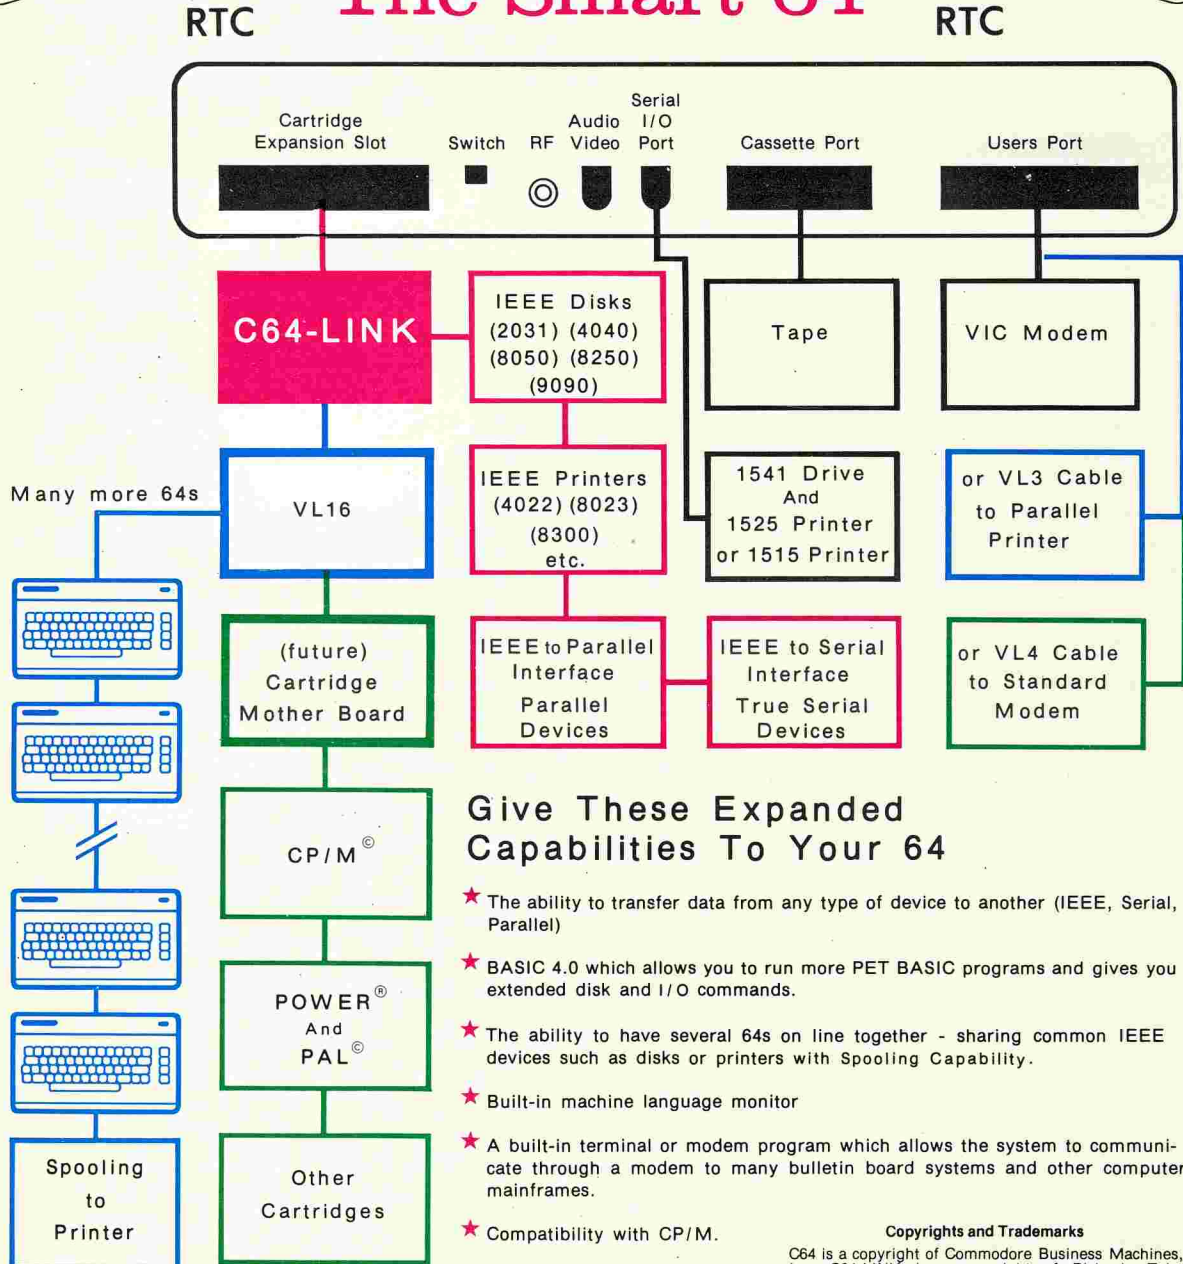 The Smart 64
RTC
RTC
Cartridge
Expansion Slot
Switch
RF
Audio
Video
Serial
I/O
Port
Cassette Port
Users Port
C64-LINK
IEEE Disks
(2031) (4040)
(8050) (8250)
(9090)
Tape
VIC Modem
Many more 64s
VL16
IEEE Printers
(4022) (8023)
(8300)
etc.
1541 Drive
And
1525 Printer
or 1515 Printer
or VL3 Cable
to Parallel
Printer
(future)
Cartridge
Mother Board
IEEE to Parallel
Interface
Parallel
Devices
IEEE to Serial
Interface
True Serial
Devices
or VL4 Cable
to Standard
Modem
CP/M©
POWER®
And
PAL©
Other
Cartridges
Spooling
to
Printer
Give These Expanded
Capabilities To Your 64
★ The ability to transfer data from any type of device to another (IEEE, Serial,
Parallel)
★ BASIC 4.0 which allows you to run more PET BASIC programs and gives you
extended disk and I/O commands.
★ The ability to have several 64s on line together - sharing common IEEE
devices such as disks or printers with Spooling Capability.
★ Built-in machine language monitor
★ A built-in terminal or modem program which allows the system to communi-
cate through a modem to many bulletin board systems and other computer
mainframes.
★ Compatibility with CP/M.
Copyrights and Trademarks
C64 is a copyright of Commodore Business Machines,